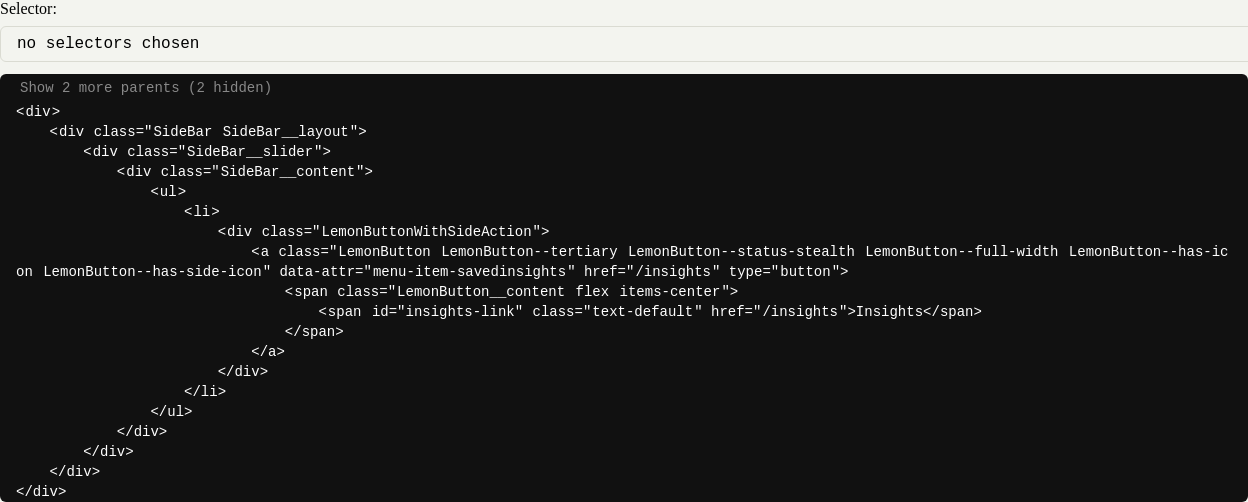 Selector:
no selectors chosen
Show 2 more parents (2 hidden)
<div>
<div class="SideBar SideBar__layout">
<div class="SideBar__slider">
<div class="SideBar__content">
<ul>
<li>
<div class="LemonButtonWithSideAction">
<a class="LemonButton LemonButton--tertiary LemonButton--status-stealth LemonButton--full-width LemonButton--has-ic
on LemonButton--has-side-icon" data-attr="menu-item-savedinsights" href="/insights" type="button">
<span class="LemonButton__content flex items-center">
<span id="insights-link" class="text-default" href="/insights">Insights</span>
</span>
</a>
</div>
</li>
</ul>
</div>
</div>
</div>
</div>